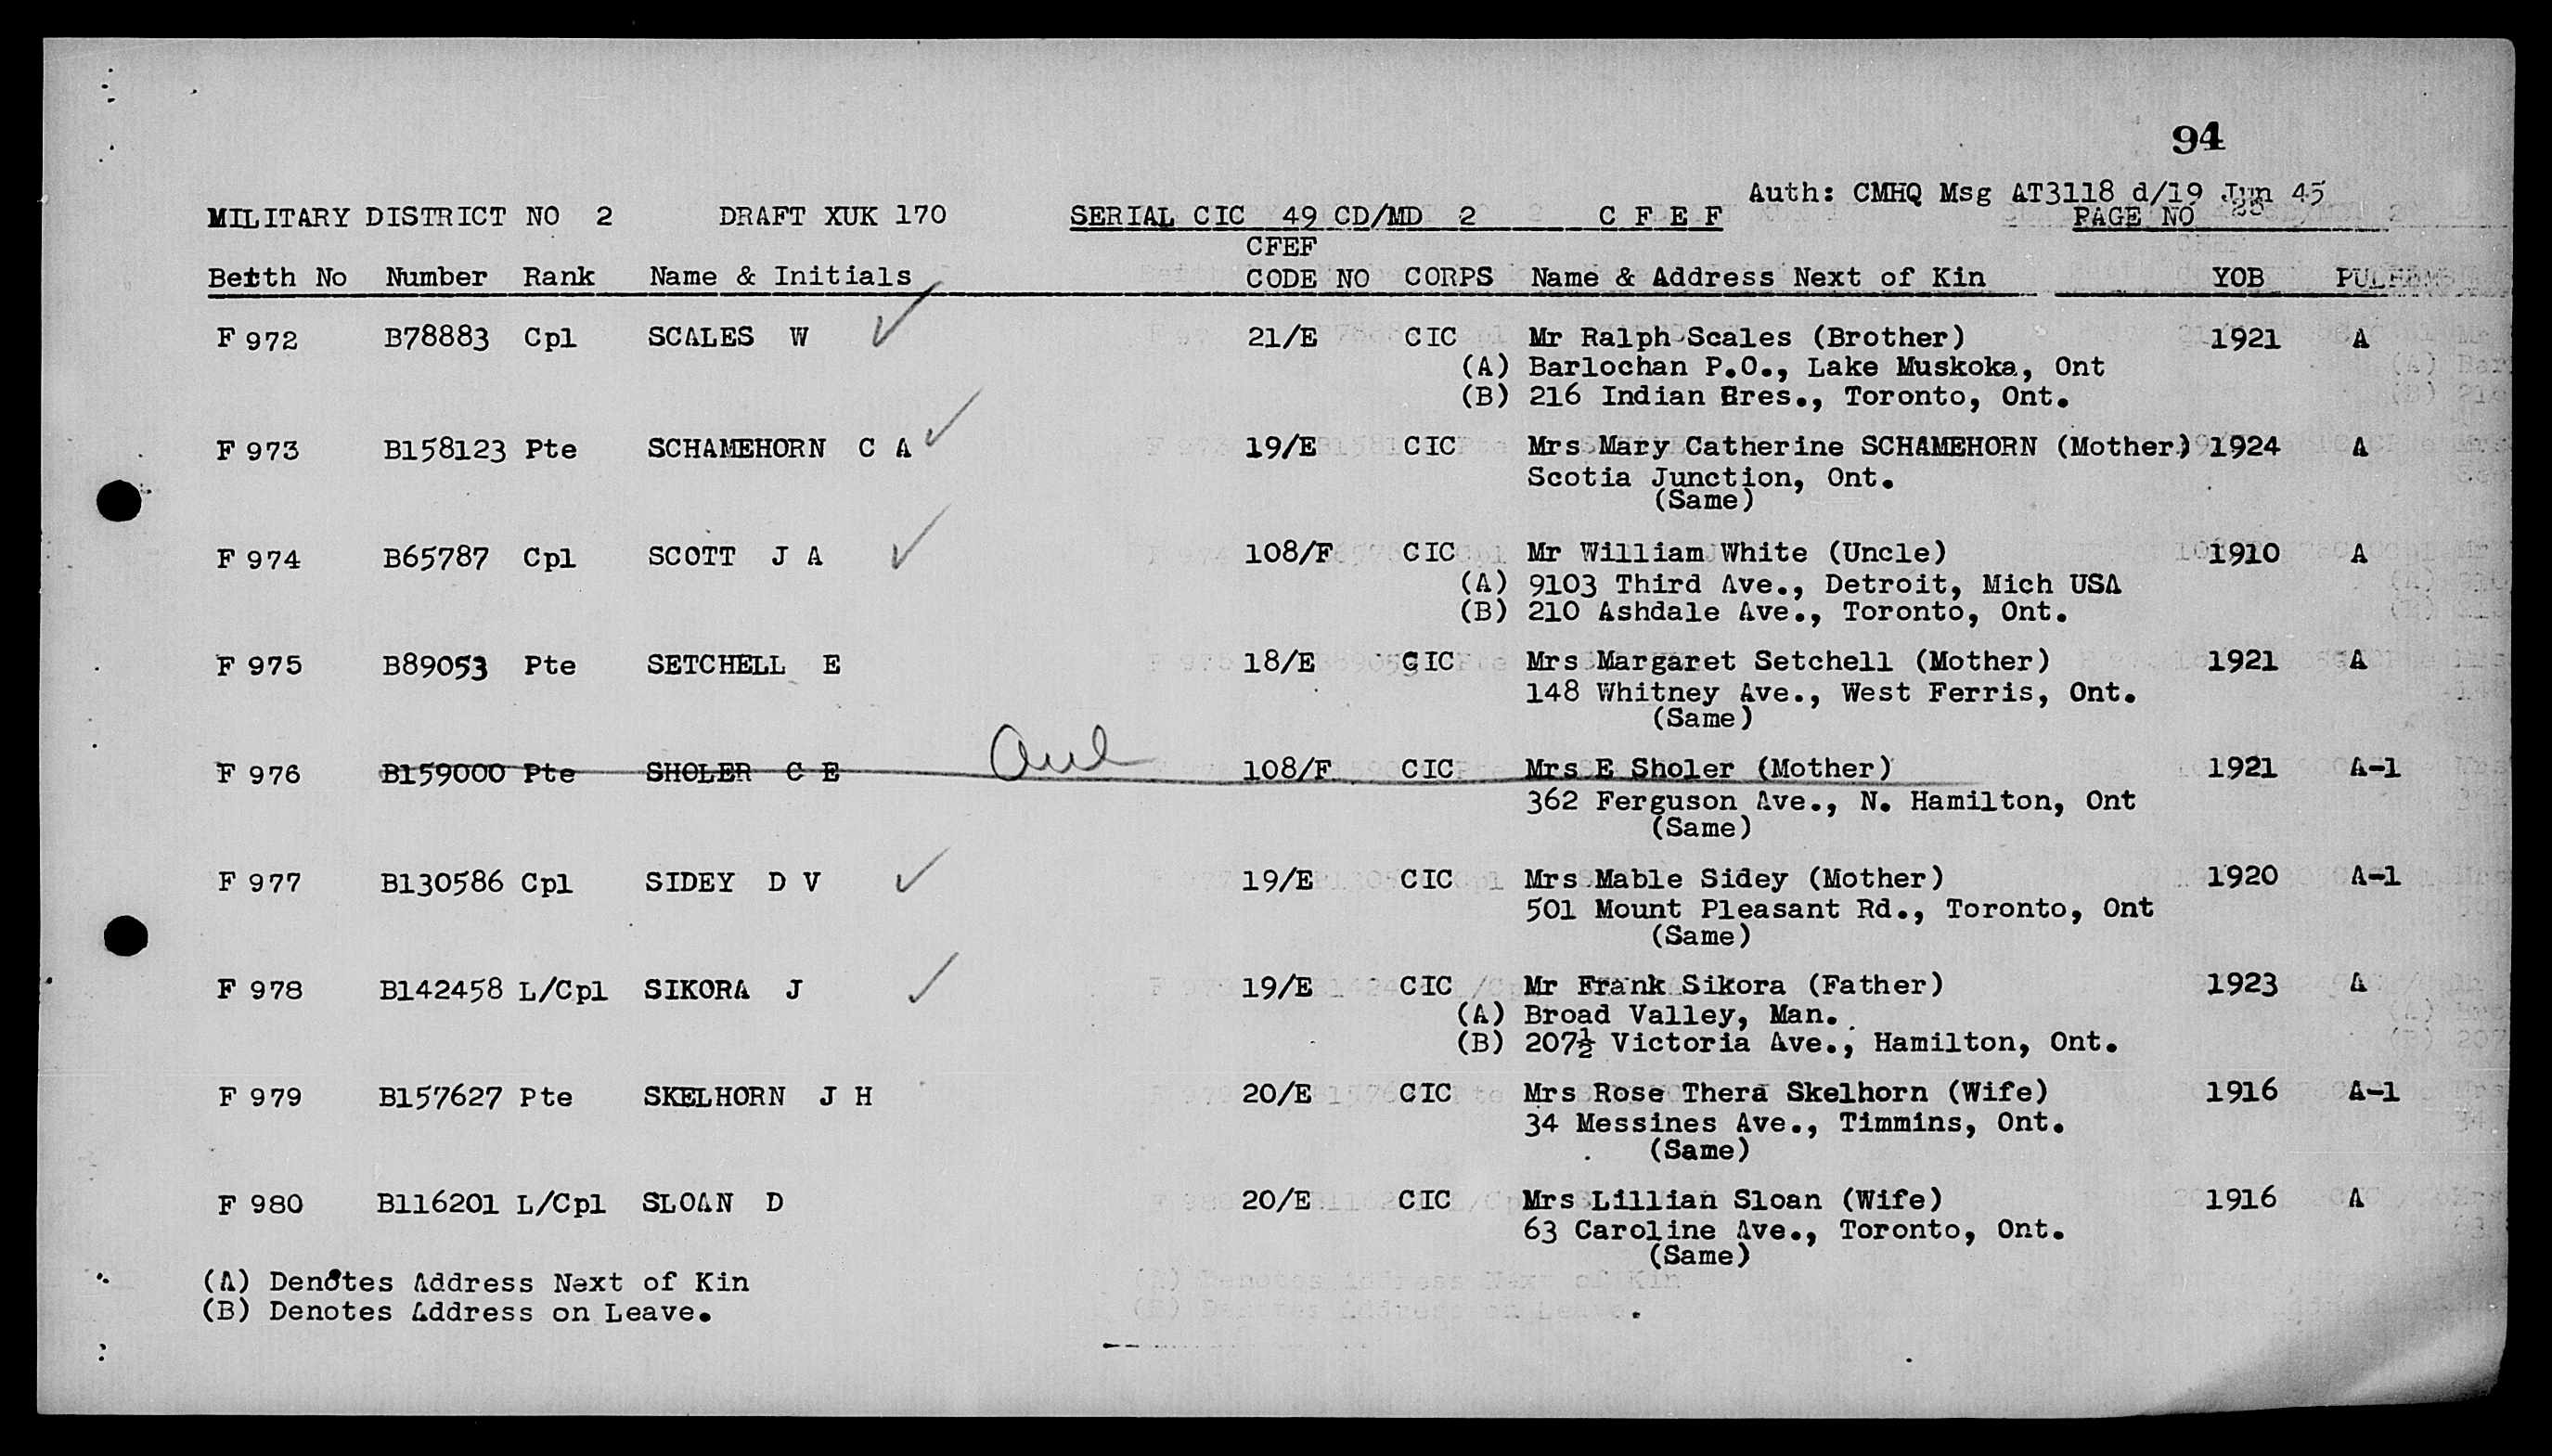 94
Auth: CMHQ Msg AT3118 d/19 Jun 45
MILITARY DISTRICT NO 2 DRAFT XUK 170 SERIAL CIC 49 CD/MD 2 C F E F PAGE NO
CFEF
Berth No Number Rank Name & Initials CODE NO CORPS Name & Address Next of Kin YOB PULHEMS
F 972 B78883 Cpl SCALES W 21/E CIC Mr Ralph Scales (Brother) 1921 A
(A) Barlochan P.O., Lake Muskoka, Ont
(B) 216 Indian Cres., Toronto, Ont.
F 973 B158123 Pte SCHAMEHORN C A 19/E CIC Mrs Mary Catherine SCHAMEHORN (Mother) 1924 A
Scotia Junction, Ont.
(Same)
F 974 B65787 Cpl SCOTT J A 108/F CIC Mr William White (Uncle) 1910 A
(A) 9103 Third Ave., Detroit, Mich USA
(B) 210 Ashdale Ave., Toronto, Ont.
F 975 B89053 Pte SETCHELL E 18/E CIC Mrs Margaret Setchell (Mother) 1921 A
148 Whitney Ave., West Ferris, Ont.
(Same)
F 976 B159000 Pte SHOLER C E 108/F CIC Mrs E Sholer (Mother) 1921 A-1
362 Ferguson Ave., N. Hamilton, Ont
(Same)
F 977 B130586 Cpl SIDEY D V 19/E CIC Mrs Mable Sidey (Mother) 1920 A-1
501 Mount Pleasant Rd., Toronto, Ont
(Same)
F 978 B142458 L/Cpl SIKORA J 19/E CIC Mr Frank Sikora (Father) 1923 A
(A) Broad Valley, Man.
(B) 207½ Victoria Ave., Hamilton, Ont.
F 979 B157627 Pte SKELHORN J H 20/E CIC Mrs Rose Thera Skelhorn (Wife) 1916 A-1
34 Messines Ave., Timmins, Ont.
(Same)
F 980 B116201 L/Cpl SLOAN D 20/E CIC Mrs Lillian Sloan (Wife) 1916 A
63 Caroline Ave., Toronto, Ont.
(Same)
(A) Denotes Address Next of Kin
(B) Denotes Address on Leave.